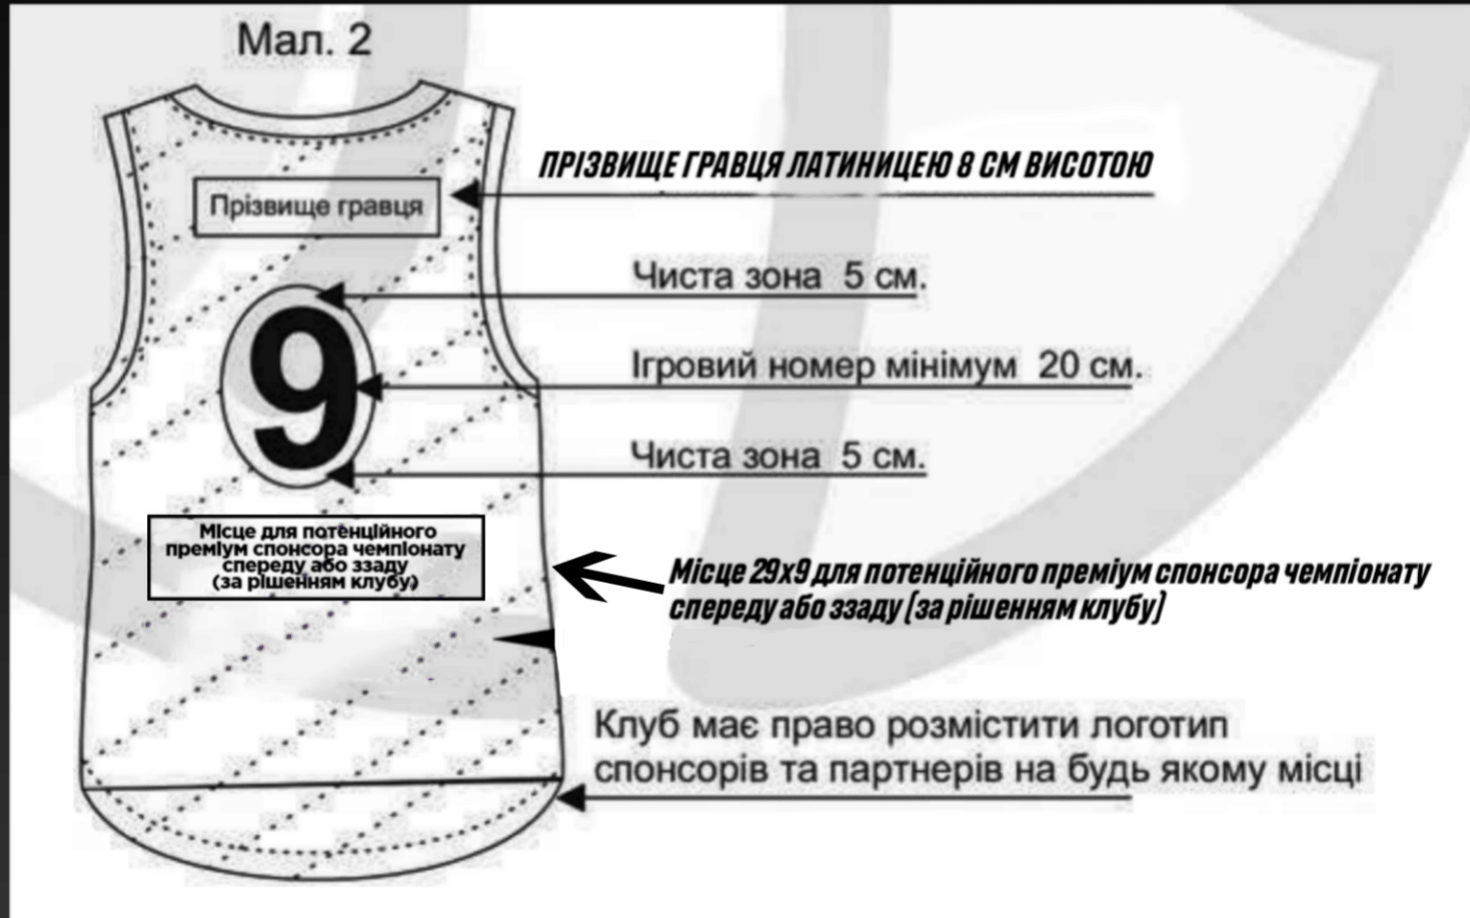 Мал. 2
ПРІЗВИЩЕ ГРАВЦЯ ЛАТИНИЦЕЮ 8 СМ ВИСОТОЮ
Прізвище гравця
Чиста зона 5 см.
9
Ігровий номер мінімум 20 см.
Чиста зона 5 см.
Місце для потенційного
преміум спонсора чемпіонату
спереду або ззаду
(за рішенням клубу)
Місце 29х9 для потенційного преміум спонсора чемпіонату
спереду або ззаду (за рішенням клубу)
Клуб має право розмістити логотип
спонсорів та партнерів на будь якому місці